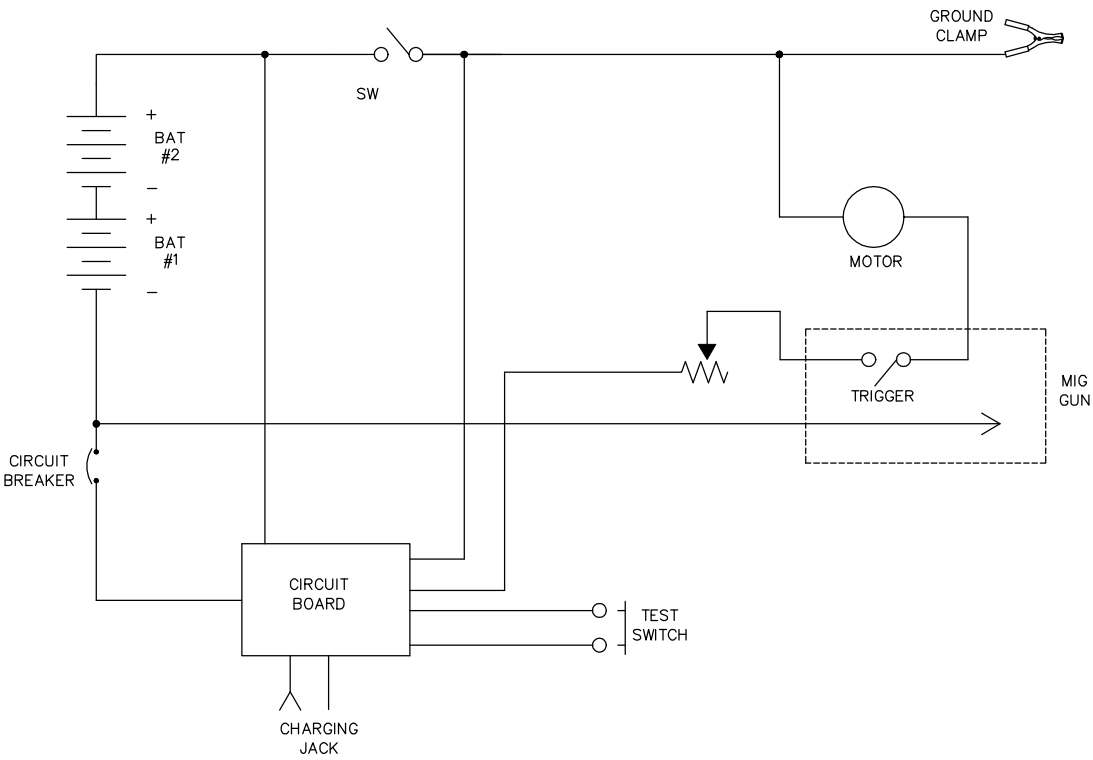 GROUND
CLAMP
SW
+
BAT
#2
−
+
BAT
#1
−
MOTOR
TRIGGER
MIG
GUN
CIRCUIT
BREAKER
CIRCUIT
BOARD
TEST
SWITCH
CHARGING
JACK